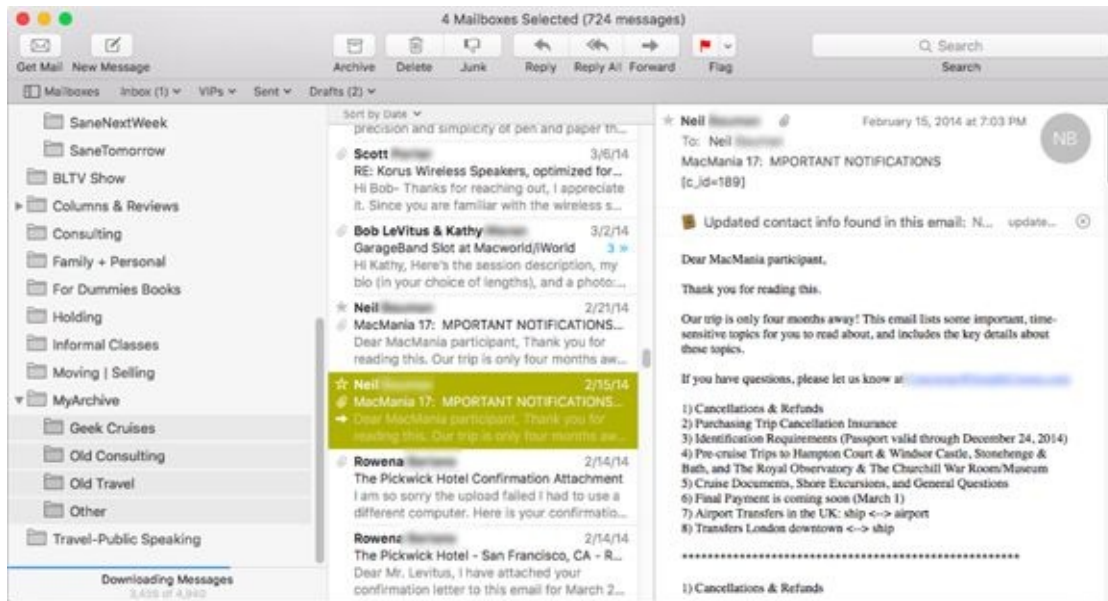 4 Mailboxes Selected (724 messages)
Get Mail New Message Archive Delete Junk Reply Reply All Forward Flag Search
Search
Mailboxes Inbox (1) VIPs Sent Drafts (2)
SaneNextWeek
SaneTomorrow
BLTV Show
Columns & Reviews
Consulting
Family + Personal
For Dummies Books
Holding
Informal Classes
Moving | Selling
MyArchive
Geek Cruises
Old Consulting
Old Travel
Other
Travel-Public Speaking
Downloading Messages
of 4,940
Sort by Date
precision and simplicity of pen and paper th...
Scott 3/6/14
RE: Korus Wireless Speakers, optimized for...
Hi Bob- Thanks for reaching out, I appreciate
it. Since you are familiar with the wireless s...
Bob LeVitus & Kathy 3/2/14
GarageBand Slot at Macworld/iWorld 3 »
Hi Kathy, Here's the session description, my
bio (in your choice of lengths), and a photo:...
Neil 2/21/14
MacMania 17: MPORTANT NOTIFICATIONS...
Dear MacMania participant, Thank you for
reading this. Our trip is only four months aw...
Neil 2/15/14
MacMania 17: MPORTANT NOTIFICATIONS...
Dear MacMania participant, Thank you for
reading this. Our trip is only four months aw...
Rowena 2/14/14
The Pickwick Hotel Confirmation Attachment
I am so sorry the upload failed I had to use a
different computer. Here is your confirmatio...
Rowena 2/14/14
The Pickwick Hotel - San Francisco, CA - R...
Dear Mr. Levitus, I have attached your
confirmation letter to this email for March 2...
Neil February 15, 2014 at 7:03 PM
NB
To: Neil
MacMania 17: MPORTANT NOTIFICATIONS
[c_id=189]
Updated contact info found in this email: N... update...
Dear MacMania participant,
Thank you for reading this.
Our trip is only four months away! This email lists some important, time-
sensitive topics for you to read about, and includes the key details about
these topics.
If you have questions, please let us know at
1) Cancellations & Refunds
2) Purchasing Trip Cancellation Insurance
3) Identification Requirements (Passport valid through December 24, 2014)
4) Pre-cruise Trips to Hampton Court & Windsor Castle, Stonehenge &
Bath, and The Royal Observatory & The Churchill War Room/Museum
5) Cruise Documents, Shore Excursions, and General Questions
6) Final Payment is coming soon (March 1)
7) Airport Transfers in the UK: ship <--> airport
8) Transfers London downtown <--> ship
******************************************************
1) Cancellations & Refunds